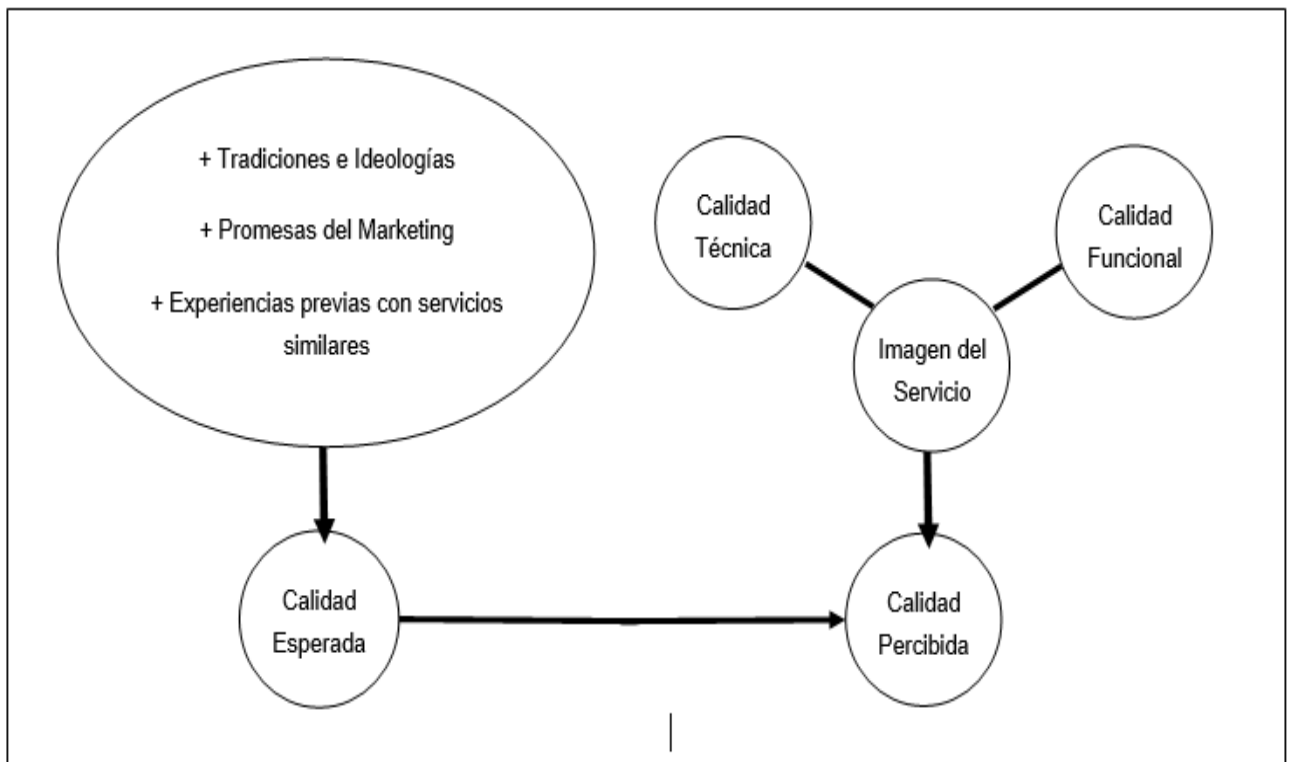 + Tradiciones e Ideologías
+ Promesas del Marketing
+ Experiencias previas con servicios
similares
Calidad
Técnica
Calidad
Funcional
Imagen del
Servicio
Calidad
Esperada
Calidad
Percibida